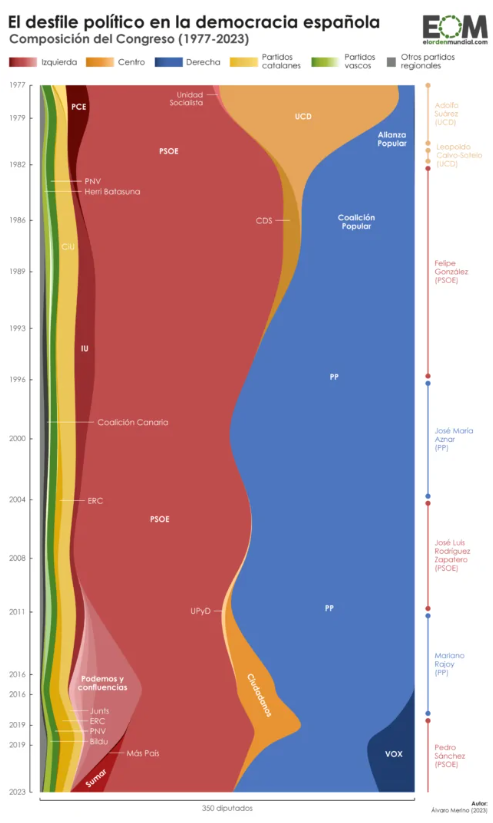 El desfile político en la democracia española
Composición del Congreso (1977-2023)
EOM
elordenmundial.com
Izquierda
Centro
Derecha
Partidos
catalanes
Partidos
vascos
Otros partidos
regionales
1977
1979
1982
1986
1989
1993
1996
2000
2004
2008
2011
2016
2016
2019
2019
2023
PCE
Unidad
Socialista
UCD
Alianza
Popular
PSOE
PNV
Herri Batasuna
CDS
Coalición
Popular
CiU
IU
PP
Coalición Canaria
ERC
PSOE
UPyD
PP
Podemos y
confluencias
Ciudadanos
Junts
ERC
PNV
Bildu
Más País
Sumar
VOX
Adolfo
Suárez
(UCD)
Leopoldo
Calvo-Sotelo
(UCD)
Felipe
González
(PSOE)
José María
Aznar
(PP)
José Luis
Rodríguez
Zapatero
(PSOE)
Mariano
Rajoy
(PP)
Pedro
Sánchez
(PSOE)
350 diputados
Autor:
Álvaro Merino (2023)